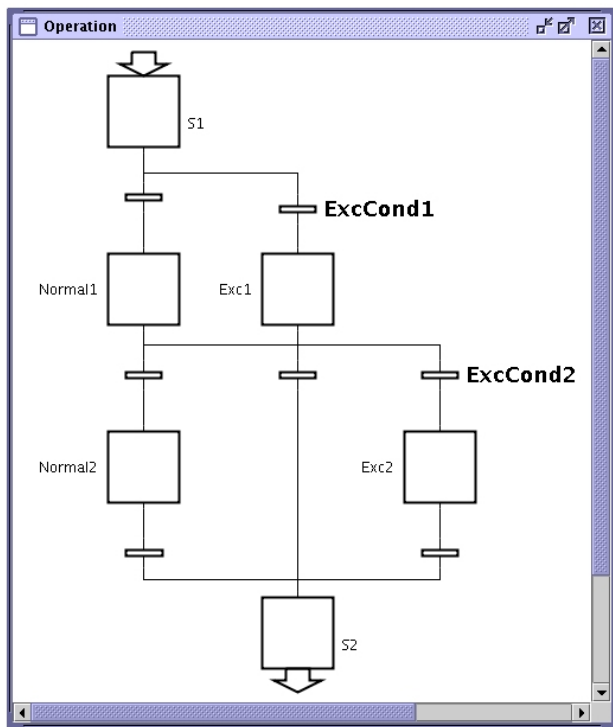 Operation
S1
ExcCond1
Normal1
Exc1
ExcCond2
Normal2
Exc2
S2